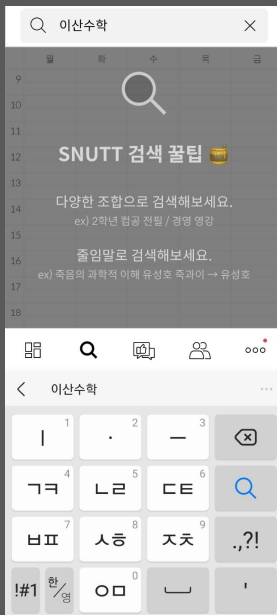 이산수학
월 화 수 목 금
9
10
11
12
SNUTT 검색 꿀팁 🍯
13
14
다양한 조합으로 검색해보세요.
ex) 2학년 컴공 전필 / 경영 영강
15
줄임말로 검색해보세요.
16
ex) 죽음의 과학적 이해 유성호 죽과이 → 유성호
17
18
이산수학
ㅣ 1 · 2 ㅡ 3
ㄱㅋ 4 ㄴㄹ 5 ㄷㅌ 6
ㅂㅍ 7 ㅅㅎ 8 ㅈㅊ 9 .,?!
!#1 한/영 ㅇㅁ 0 '